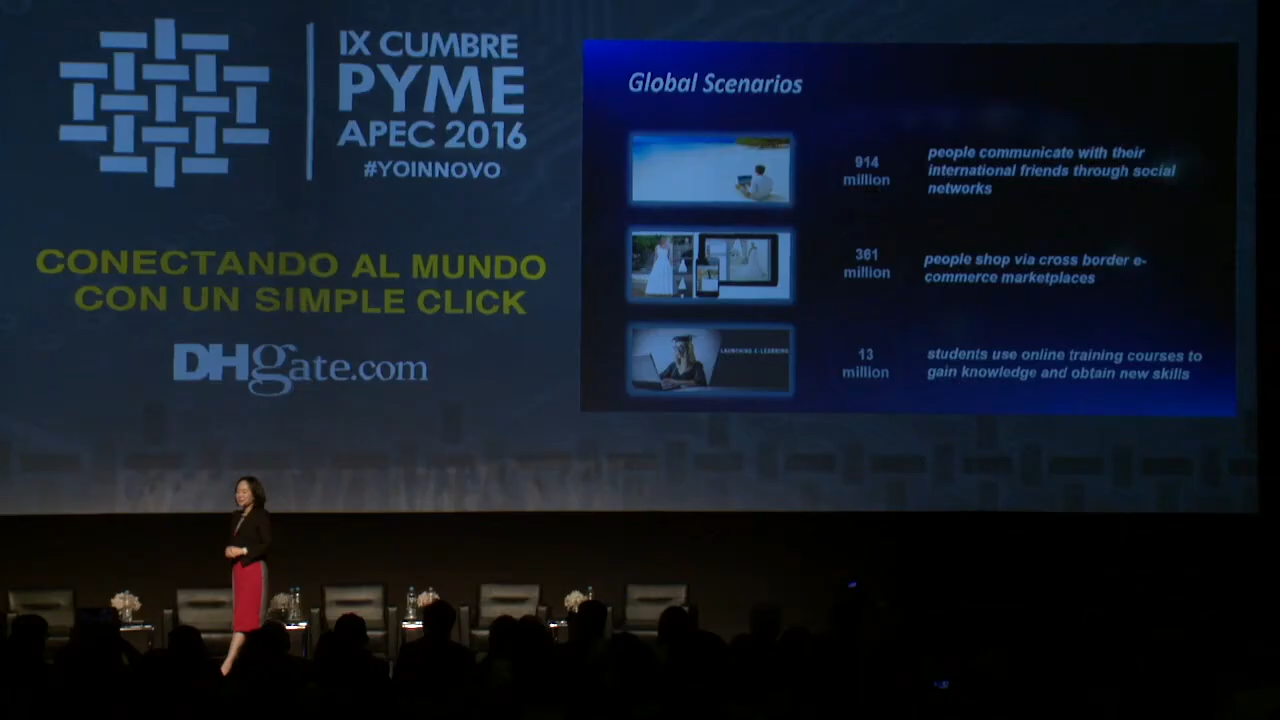 IX CUMBRE
PYME
APEC 2016
#YOINNOVO
CONECTANDO AL MUNDO
CON UN SIMPLE CLICK
DHgate.com
Global Scenarios
914
million
people communicate with their
international friends through social
networks
361
million
people shop via cross border e-
commerce marketplaces
LAUNCHING E-LEARNING
13
million
students use online training courses to
gain knowledge and obtain new skills